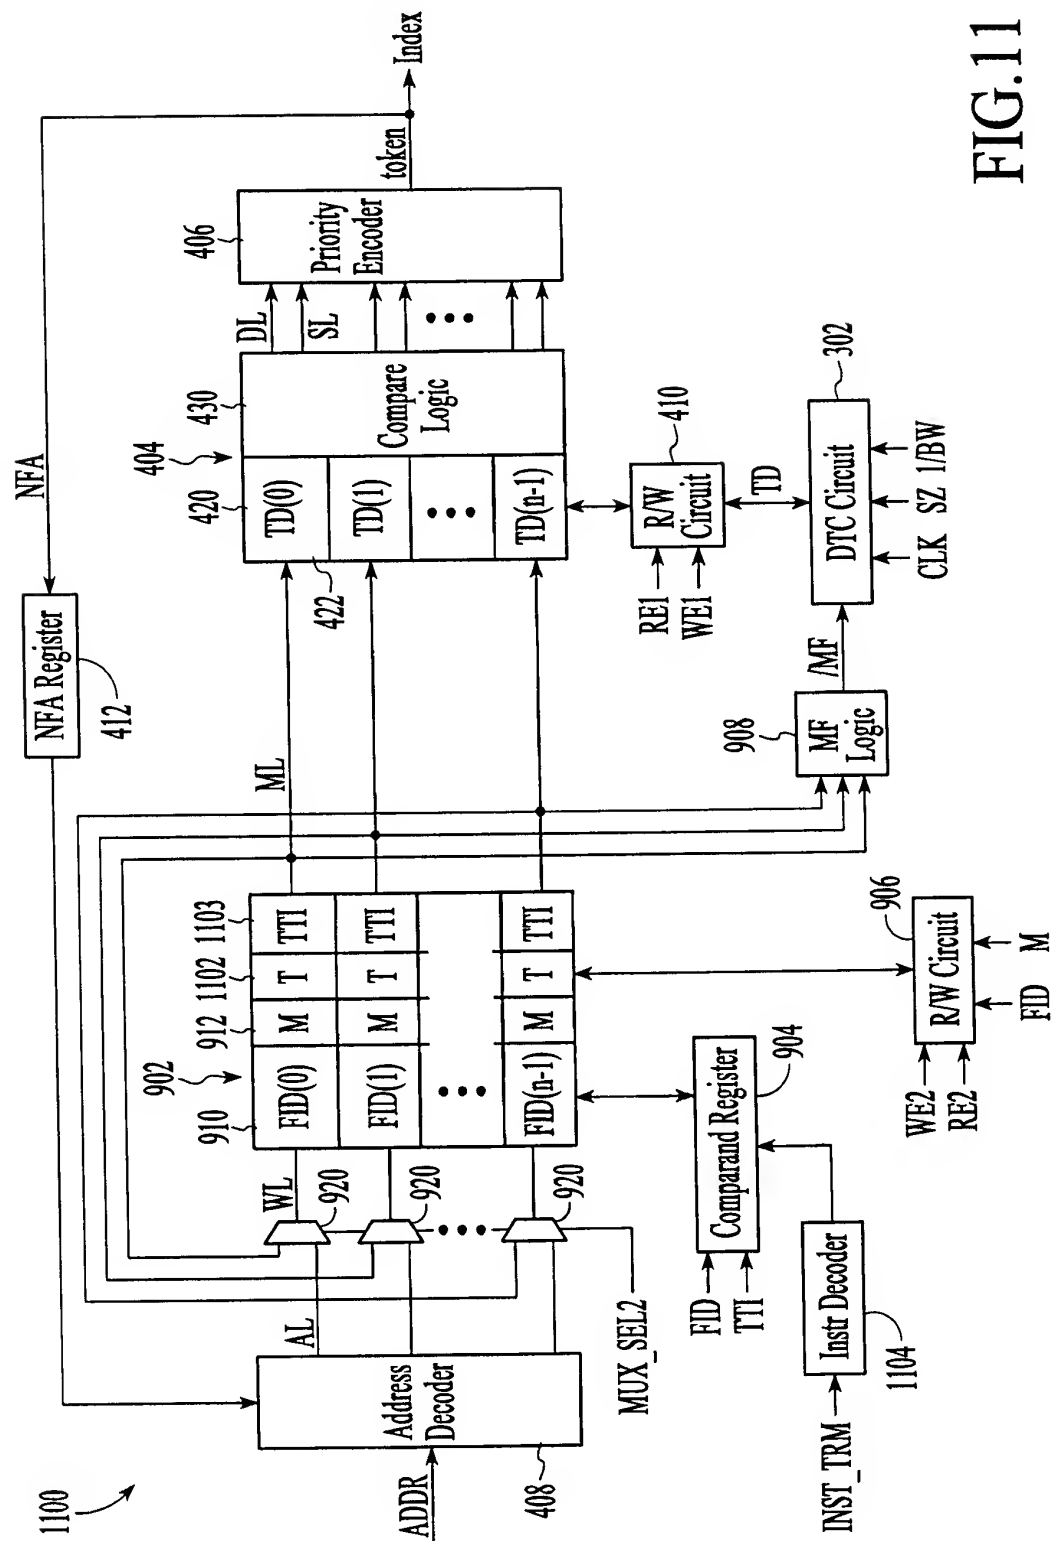 FIG.11
1100
NFA
NFA Register
412
Index
token
406
Priority
Encoder
DL
SL
404
430
Compare
Logic
420
TD(0)
TD(1)
TD(n-1)
422
ML
410
R/W
Circuit
RE1
WE1
TD
302
DTC Circuit
CLK
SZ
1/BW
/MF
908
MF
Logic
902
910
912
1102
1103
FID(0)
M
T
TTI
FID(1)
M
T
TTI
FID(n-1)
M
T
TTI
WL
920
920
920
AL
Address
Decoder
ADDR
408
MUX_SEL2
904
Comparand Register
FID
TTI
Instr Decoder
1104
INST_TRM
906
R/W Circuit
WE2
RE2
FID
M